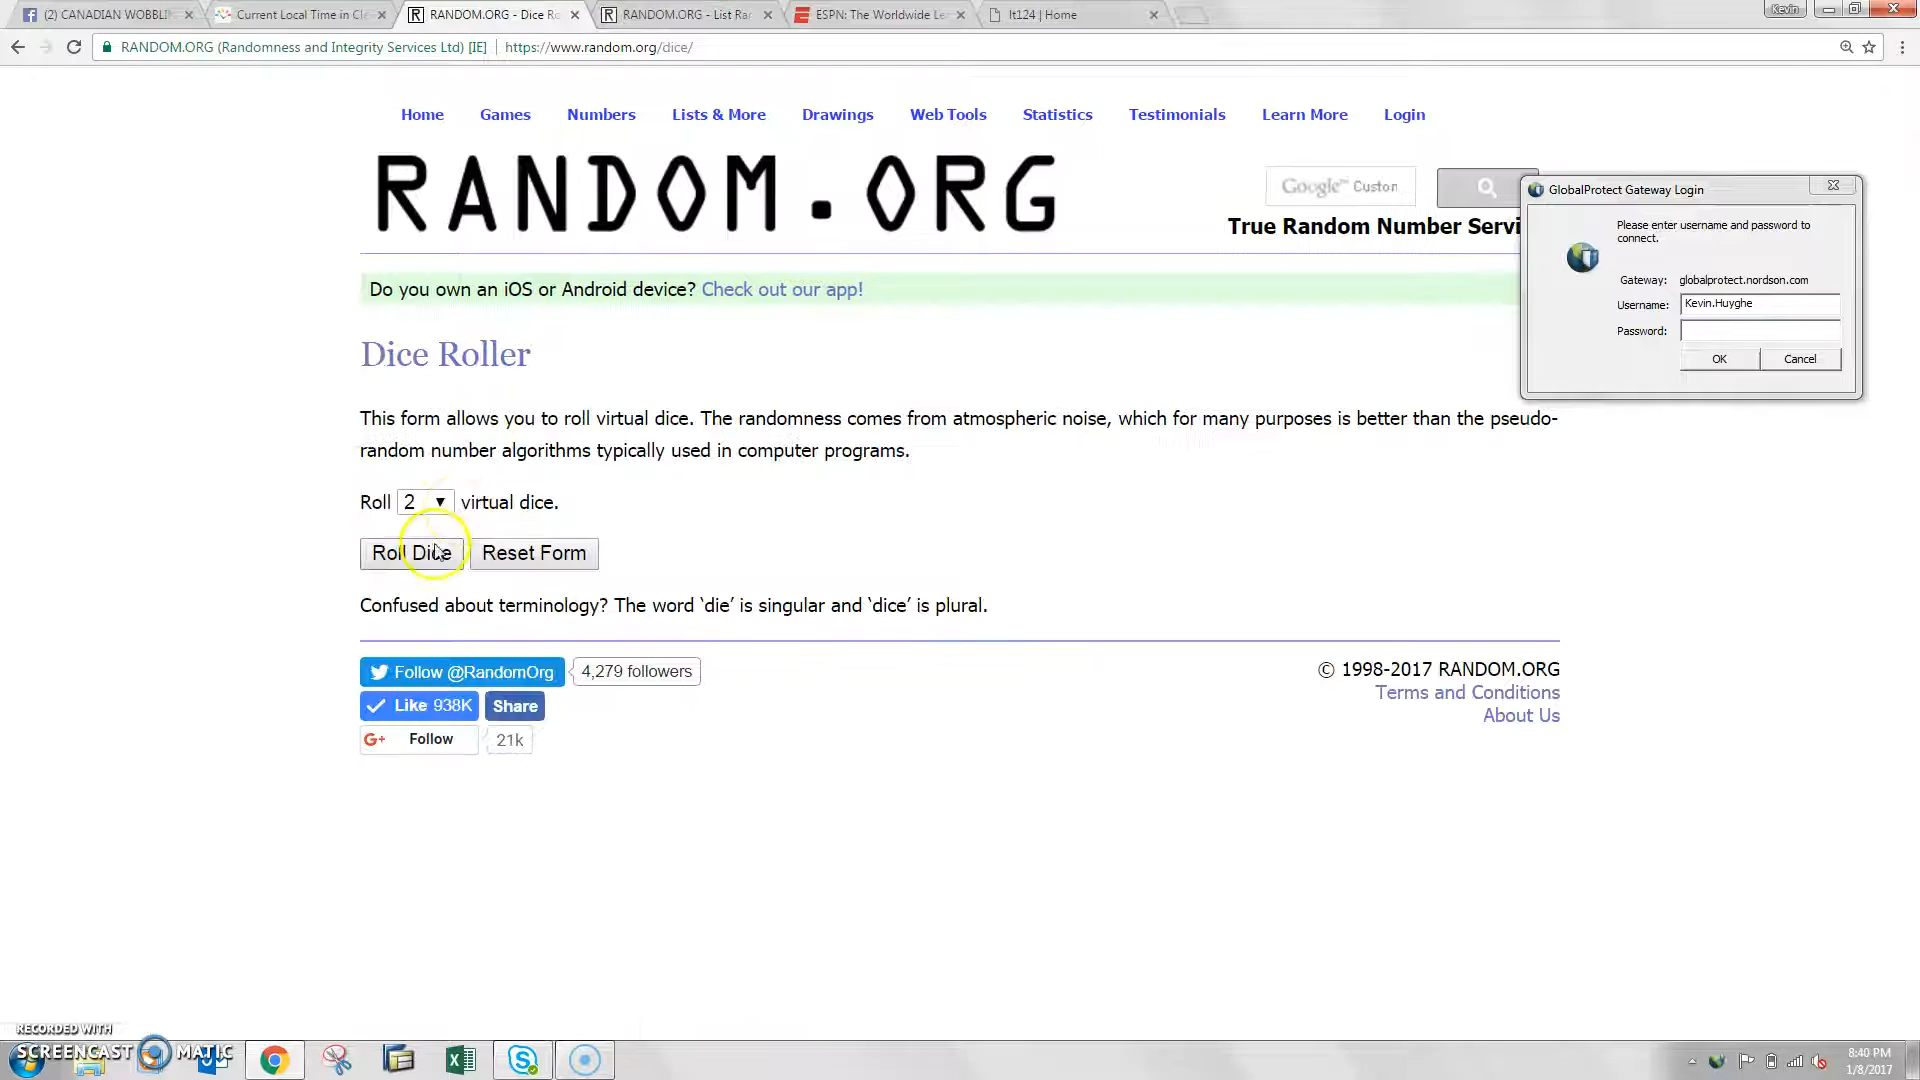 (2) CANADIAN WOBBLI
Current Local Time in Cle
RANDOM.ORG - Dice Ro
RANDOM.ORG - List Ran
ESPN: The Worldwide Le
lt124 | Home
Kevin
RANDOM.ORG (Randomness and Integrity Services Ltd) [IE]
https://www.random.org/dice/
Home Games Numbers Lists & More Drawings Web Tools Statistics Testimonials Learn More Login
RANDOM.ORG
Google™ Custon
True Random Number Servi
Do you own an iOS or Android device? Check out our app!
GlobalProtect Gateway Login
Please enter username and password to
connect.
Gateway: globalprotect.nordson.com
Username: Kevin.Huyghe
Password:
OK Cancel
Dice Roller
This form allows you to roll virtual dice. The randomness comes from atmospheric noise, which for many purposes is better than the pseudo-
random number algorithms typically used in computer programs.
Roll 2 virtual dice.
Roll Dice Reset Form
Confused about terminology? The word ‘die’ is singular and ‘dice’ is plural.
Follow @RandomOrg 4,279 followers
Like 938K Share
G+ Follow 21k
© 1998-2017 RANDOM.ORG
Terms and Conditions
About Us
RECORDED WITH
SCREENCAST MATIC
8:40 PM
1/8/2017